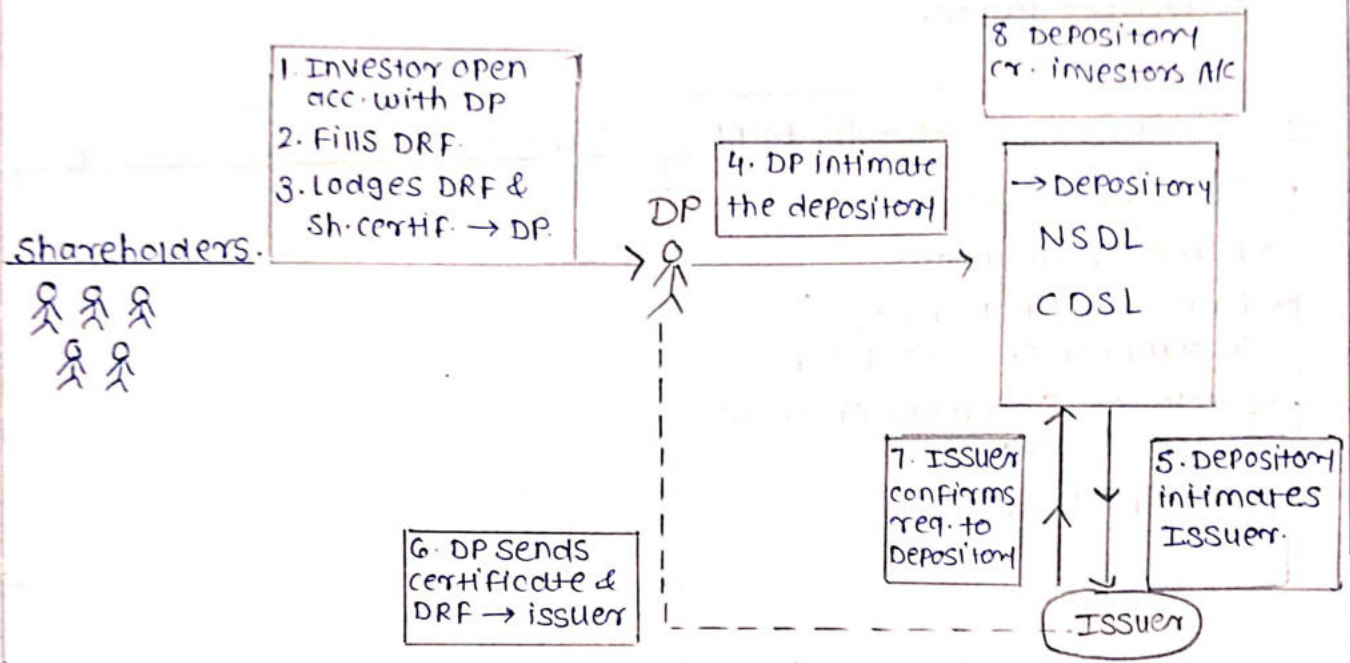 8 Depository
cr. investors A/C
1. Investor open
acc. with DP
2. Fills DRF.
3. Lodges DRF &
Sh. certif. → DP.
4. DP intimate
the depository
DP
→ Depository
NSDL
CDSL
Shareholders.
7. Issuer
confirms
req. to
Depository
5. Depository
intimates
Issuer.
6. DP sends
certificate &
DRF → issuer
Issuer